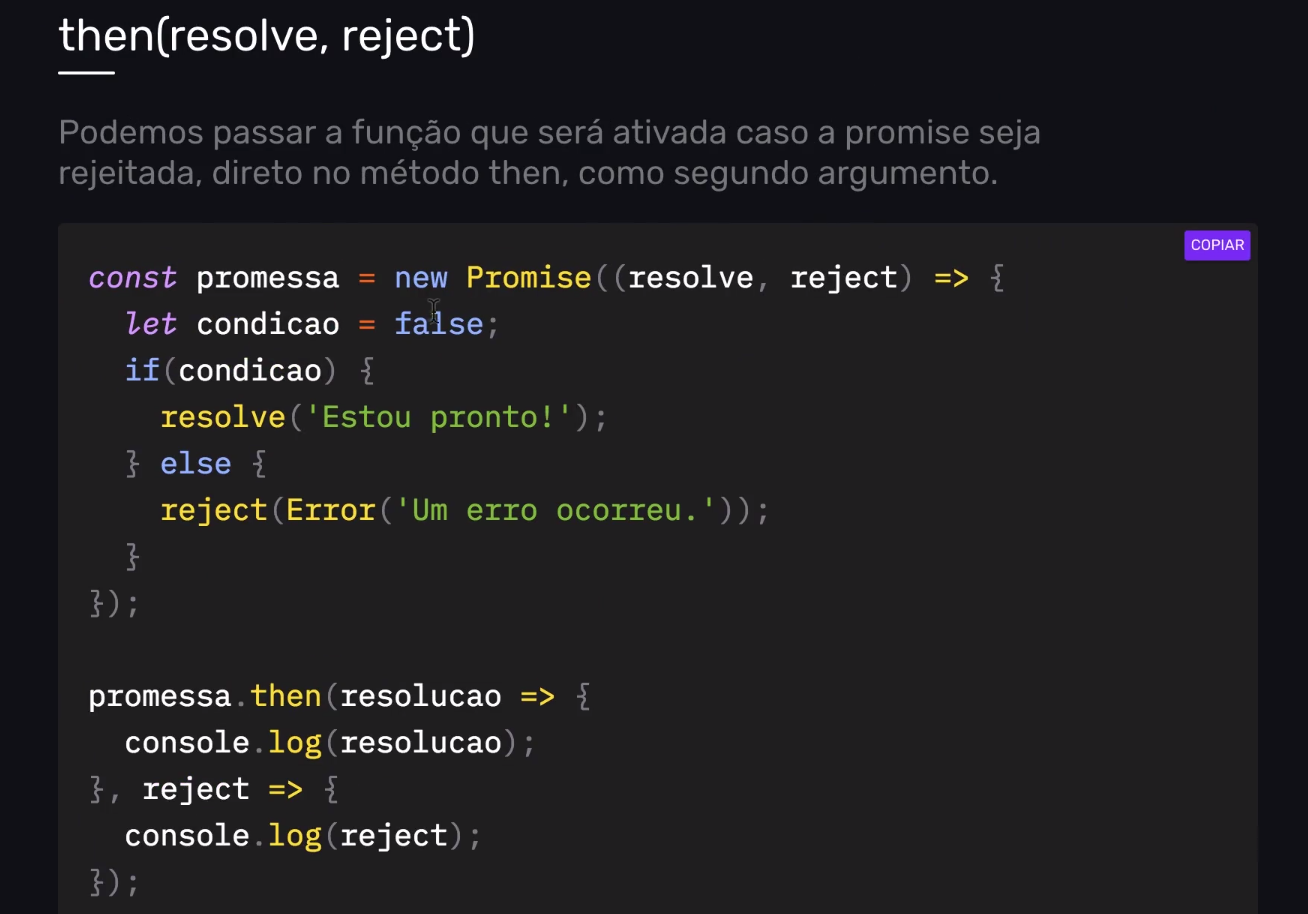 then(resolve, reject)
Podemos passar a função que será ativada caso a promise seja
rejeitada, direto no método then, como segundo argumento.
COPIAR
const promessa = new Promise((resolve, reject) => {
  let condicao = false;
  if(condicao) {
    resolve('Estou pronto!');
  } else {
    reject(Error('Um erro ocorreu.'));
  }
});

promessa.then(resolucao => {
  console.log(resolucao);
}, reject => {
  console.log(reject);
});